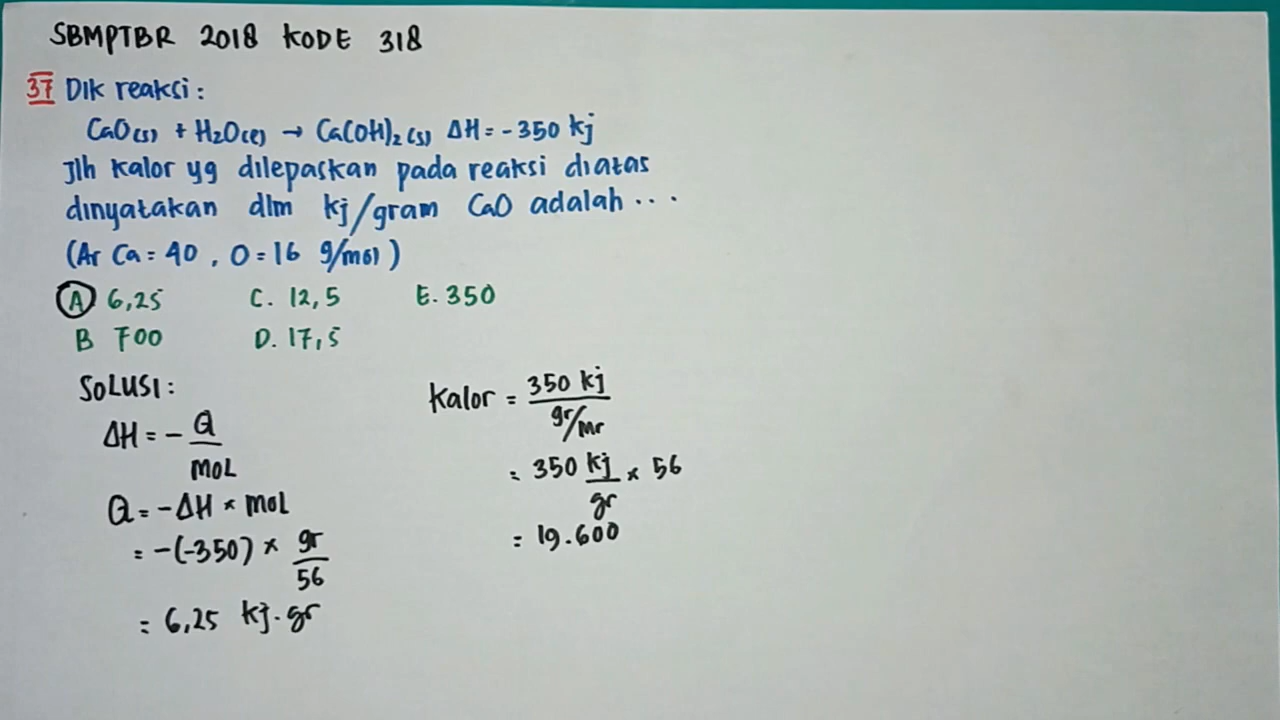 SBMPTBR 2018 KODE 318
37 Dik reaksi :
CaO(s) + H₂O(l) → Ca(OH)₂(s) ΔH = -350 kj
Jlh kalor yg dilepaskan pada reaksi diatas
dinyatakan dlm kj/gram CaO adalah ...
(Ar Ca = 40 , O = 16 g/mol)
A 6,25 C. 12,5 E. 350
B 700 D. 17,5
SOLUSI :
ΔH = - Q/MOL
Q = -ΔH × MOL
= -(-350) × gr/56
= 6,25 kj.gr
Kalor = 350 kj / gr/Mr
= 350 kj/gr × 56
= 19.600